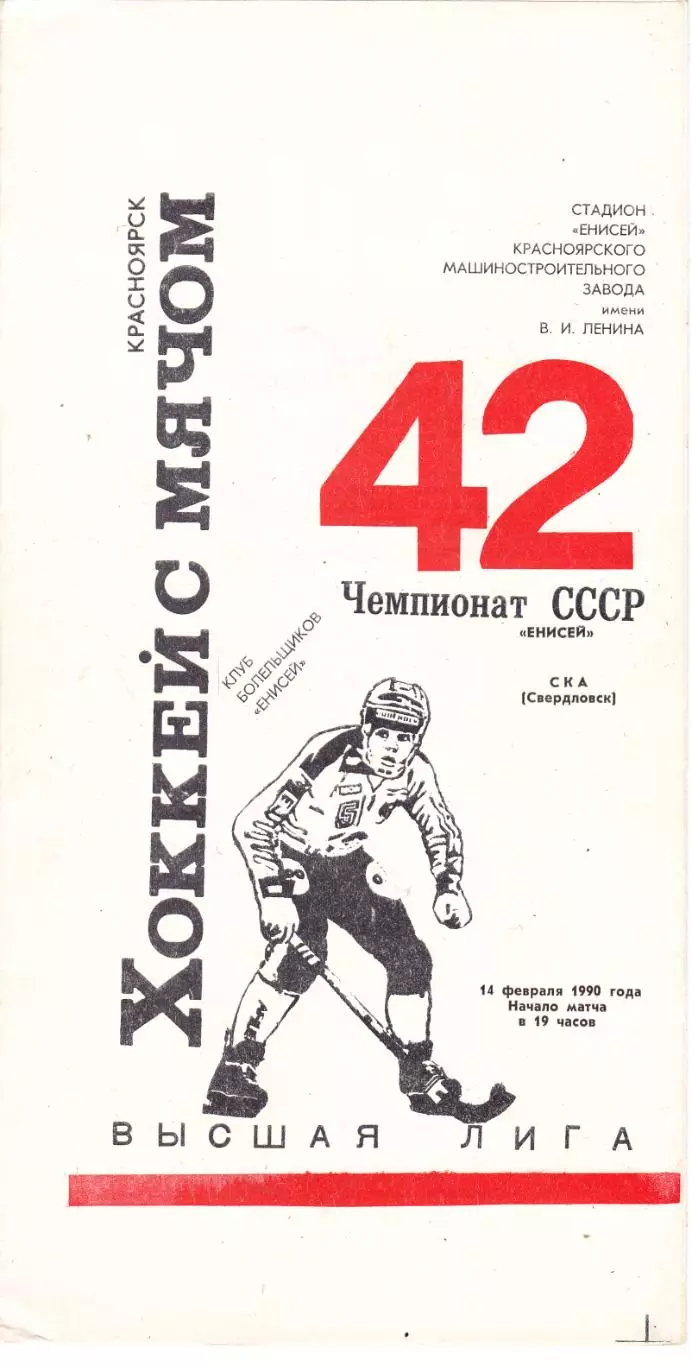 КРАСНОЯРСК
ХОККЕЙ С МЯЧОМ
СТАДИОН
«ЕНИСЕЙ»
КРАСНОЯРСКОГО
МАШИНОСТРОИТЕЛЬНОГО
ЗАВОДА
имени
В. И. ЛЕНИНА
42
Чемпионат СССР
«ЕНИСЕЙ»
СКА
(Свердловск)
КЛУБ
БОЛЕЛЬЩИКОВ
«ЕНИСЕЙ»
5
14 февраля 1990 года
Начало матча
в 19 часов
ВЫСШАЯ ЛИГА